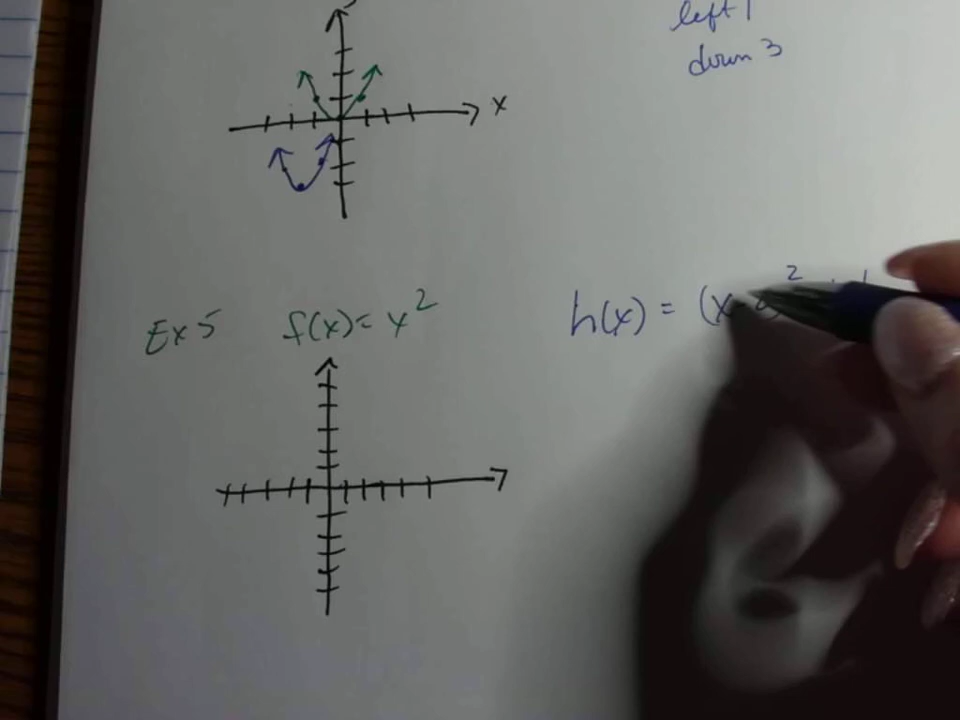 left 1
down 3
x
Ex 5 f(x) = x² h(x) = (x